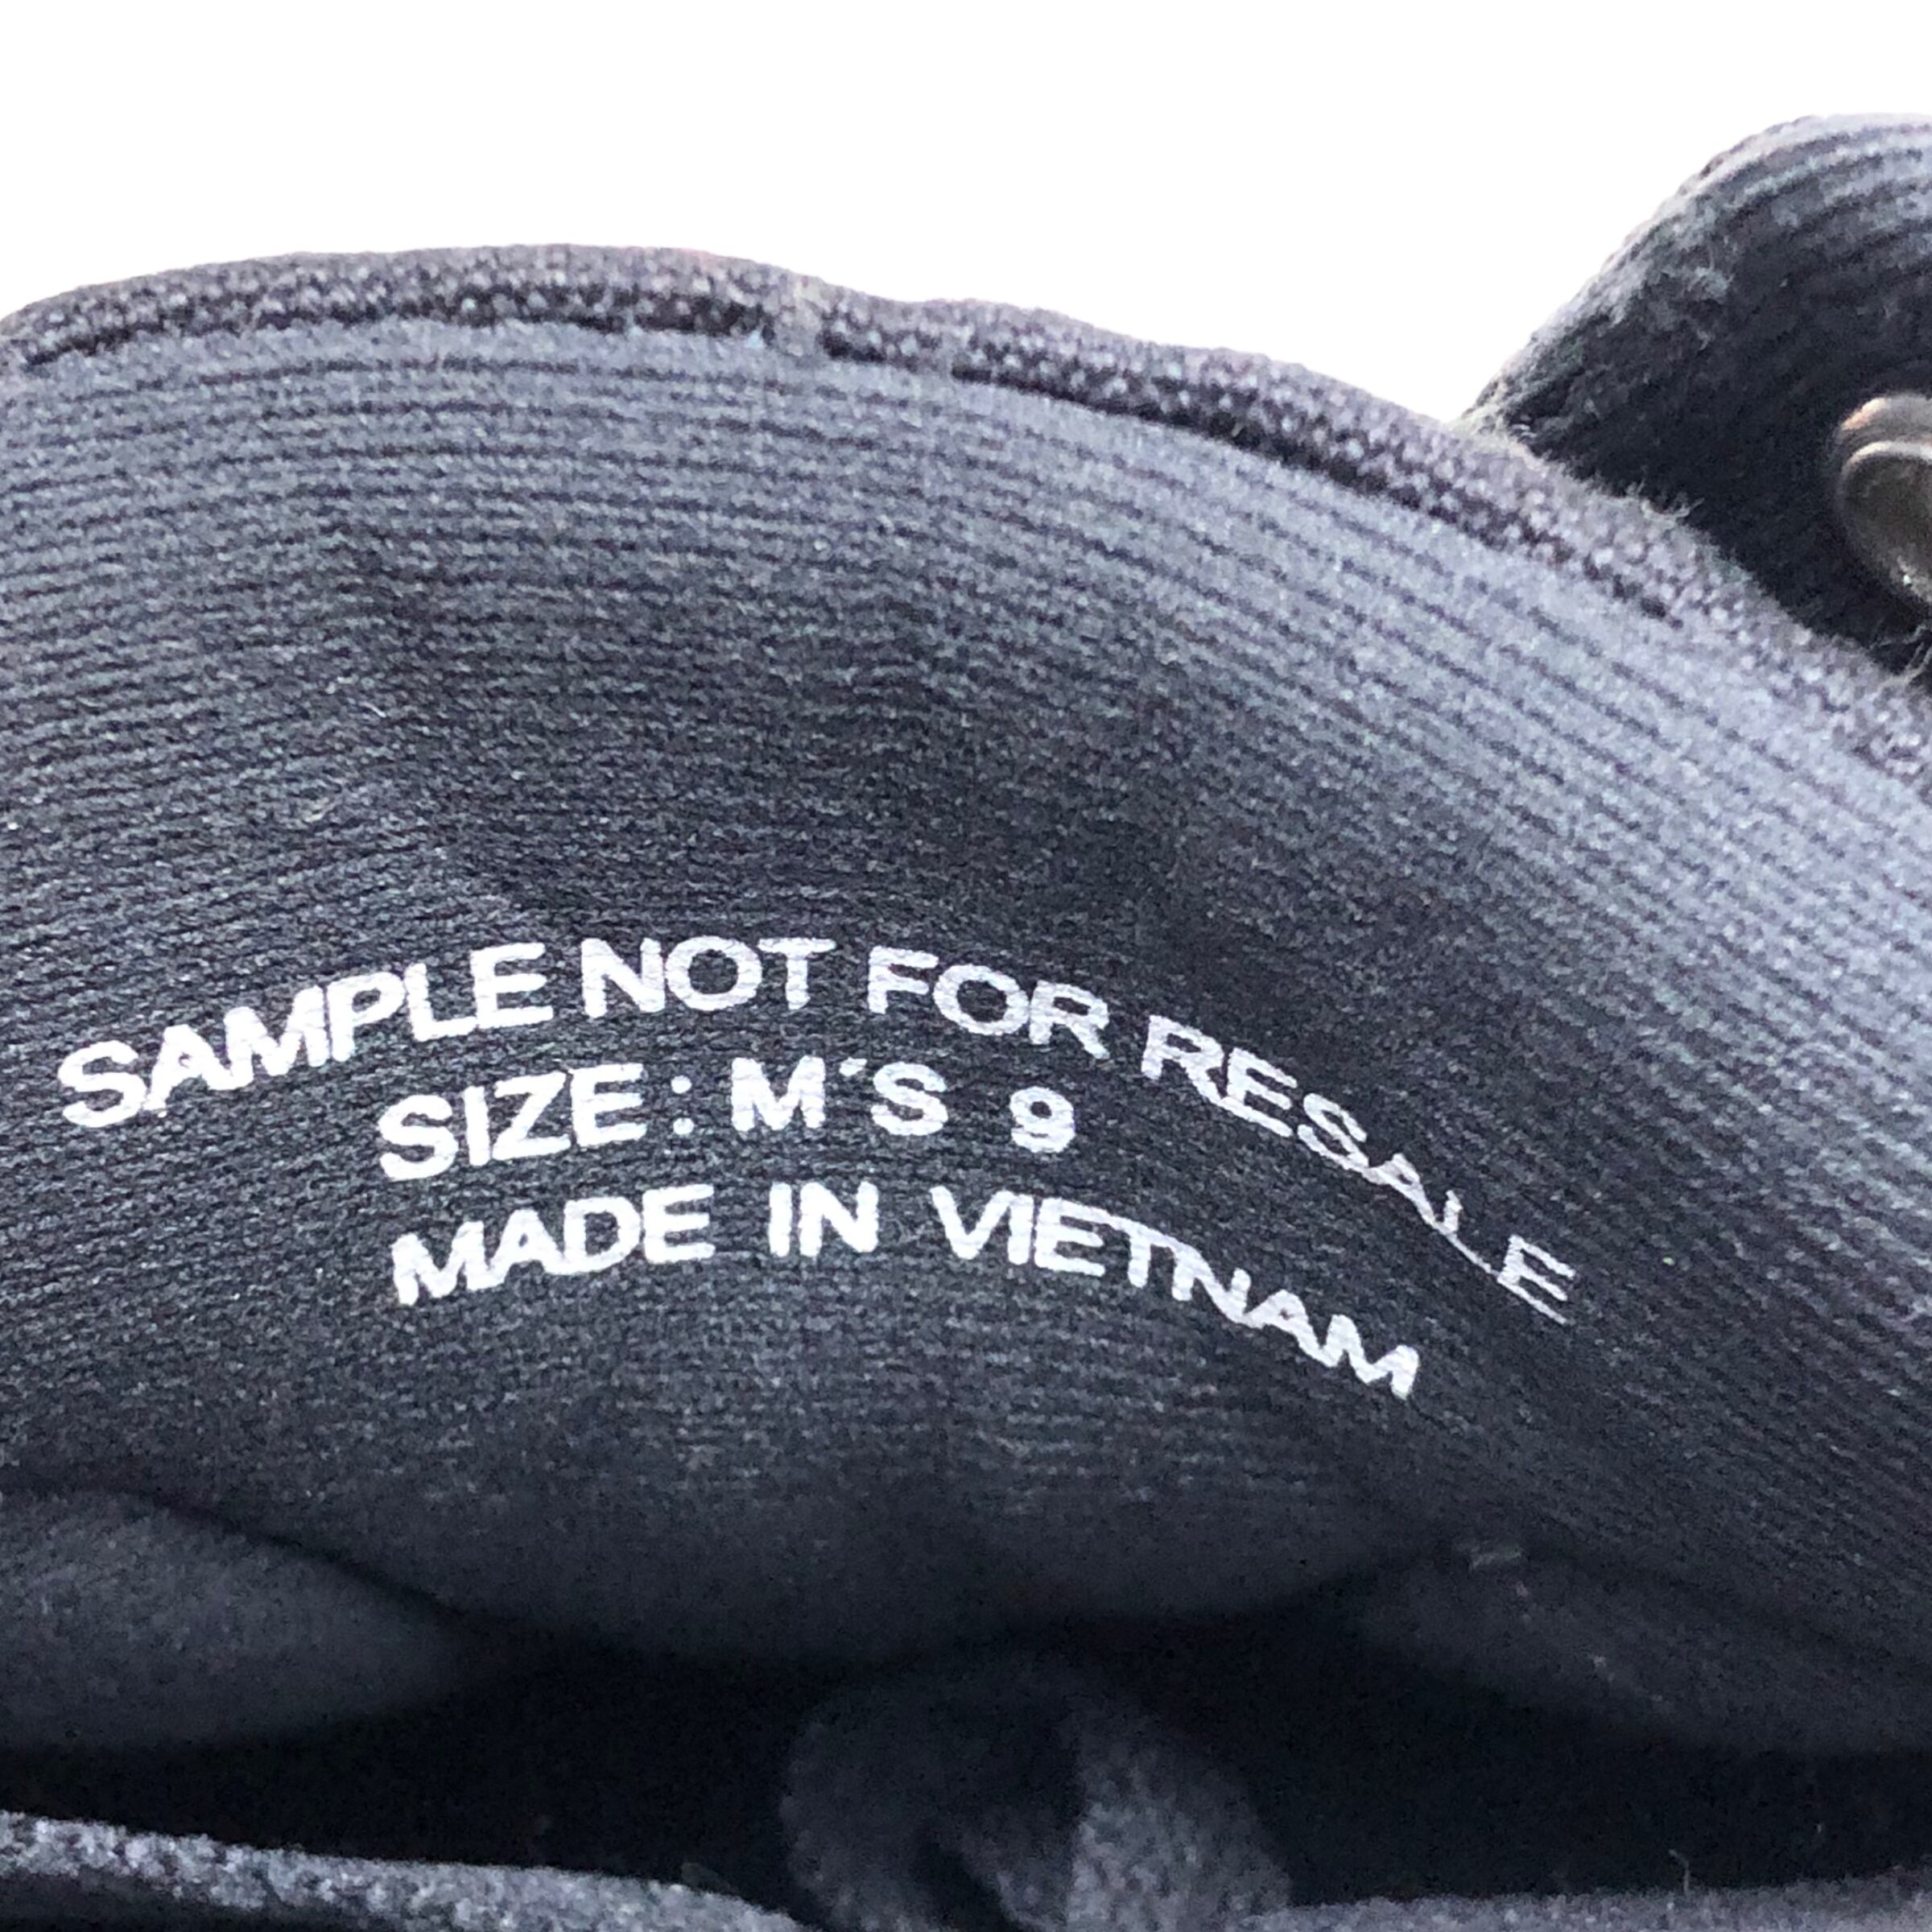 SAMPLE NOT FOR RESALE
SIZE: M'S 9
MADE IN VIETNAM